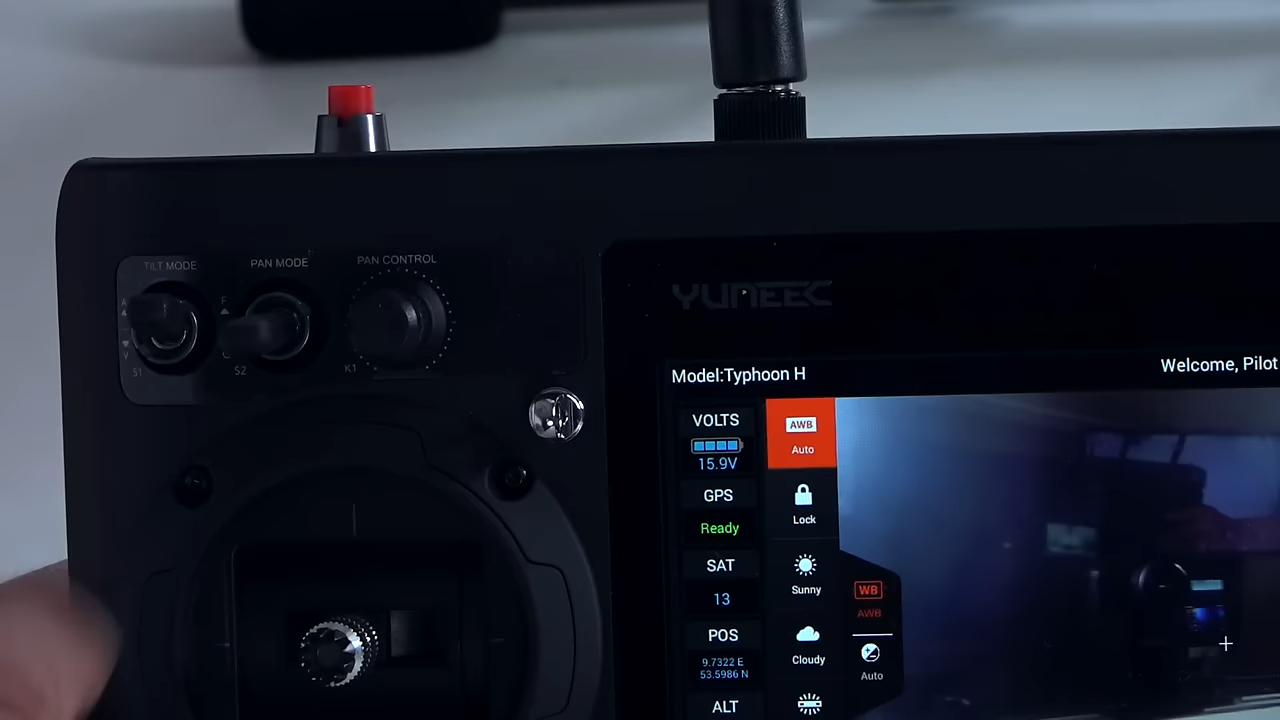 TILT MODE
PAN MODE
PAN CONTROL
A
F
V
S1
S2
K1
YUNEEC
Model:Typhoon H
Welcome, Pilot
VOLTS
15.9V
GPS
Ready
SAT
13
POS
9.7322 E
53.5986 N
ALT
AWB
Auto
Lock
Sunny
Cloudy
WB
AWB
Auto